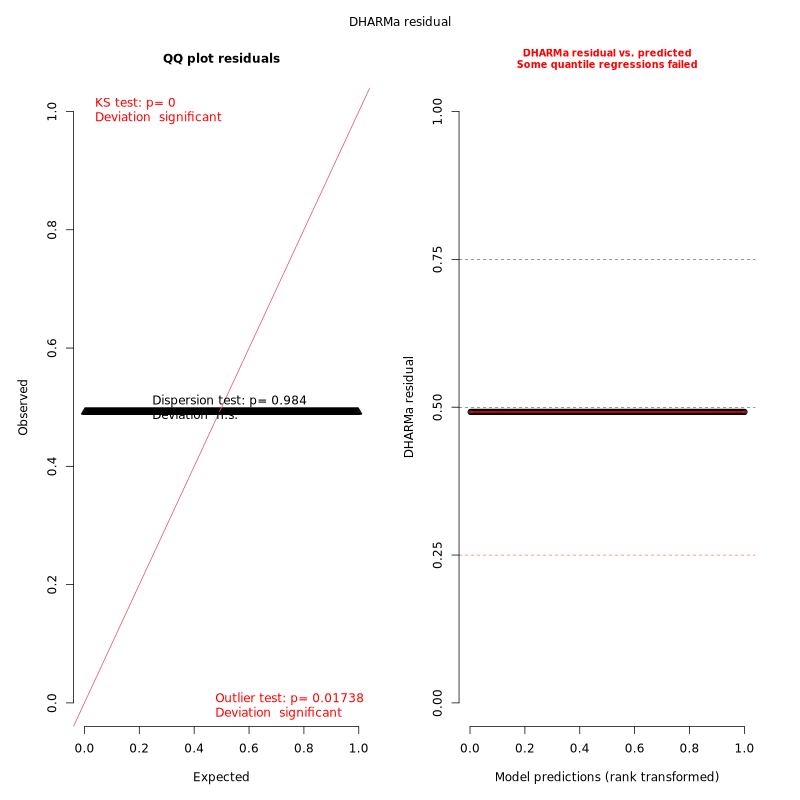 DHARMa residual
QQ plot residuals
KS test: p= 0
Deviation  significant
Dispersion test: p= 0.984
Deviation  n.s.
Outlier test: p= 0.01738
Deviation  significant
Observed
0.0
0.2
0.4
0.6
0.8
1.0
0.0 0.2 0.4 0.6 0.8 1.0
Expected
DHARMa residual vs. predicted
Some quantile regressions failed
DHARMa residual
0.00
0.25
0.50
0.75
1.00
0.0 0.2 0.4 0.6 0.8 1.0
Model predictions (rank transformed)